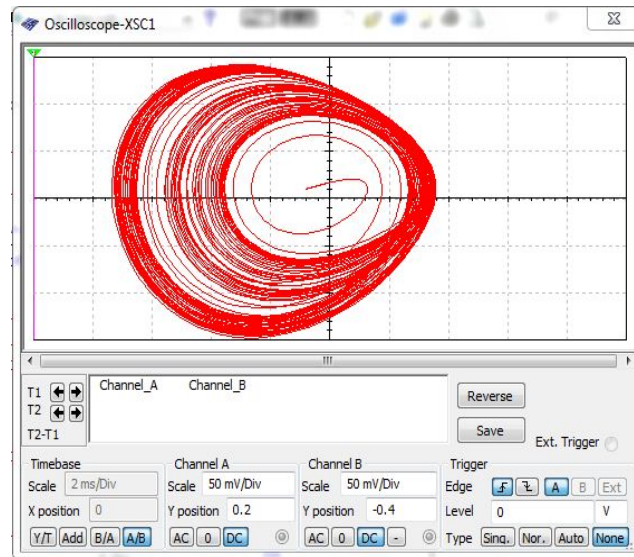 Oscilloscope-XSC1
T1
T2
T2-T1
Channel_A Channel_B
Reverse
Save
Ext. Trigger
Timebase
Scale 2 ms/Div
X position 0
Y/T Add B/A A/B
Channel A
Scale 50 mV/Div
Y position 0.2
AC 0 DC
Channel B
Scale 50 mV/Div
Y position -0.4
AC 0 DC -
Trigger
Edge A B Ext
Level 0 V
Type Sing. Nor. Auto None